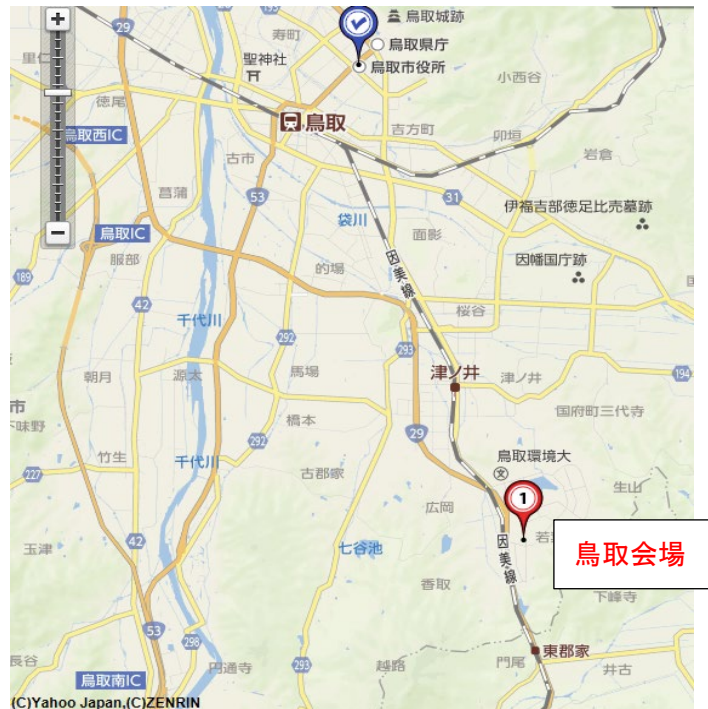 +
29
鳥取城跡
寿町
鳥取県庁
里仁
聖神社
鳥取市役所
小西谷
徳尾
鳥取
吉方町
卯垣
鳥取西IC
古市
岩倉
菖蒲
53
31
伊福吉部徳足比売墓跡
袋川
鳥取IC
面影
服部
的場
因幡国庁跡
189
因美線
42
桜谷
千代川
292
293
津ノ井
194
朝月
源太
馬場
津ノ井
市
国府町三代寺
下味野
橋本
29
292
竹生
千代川
鳥取環境大
227
古郡家
文
生山
1
広岡
42
玉津
七谷池
若
鳥取会場
因美線
香取
下峰寺
53
298
東郡家
長谷
円通寺
293
越路
門尾
井古
鳥取南IC
(C)Yahoo Japan,(C)ZENRIN